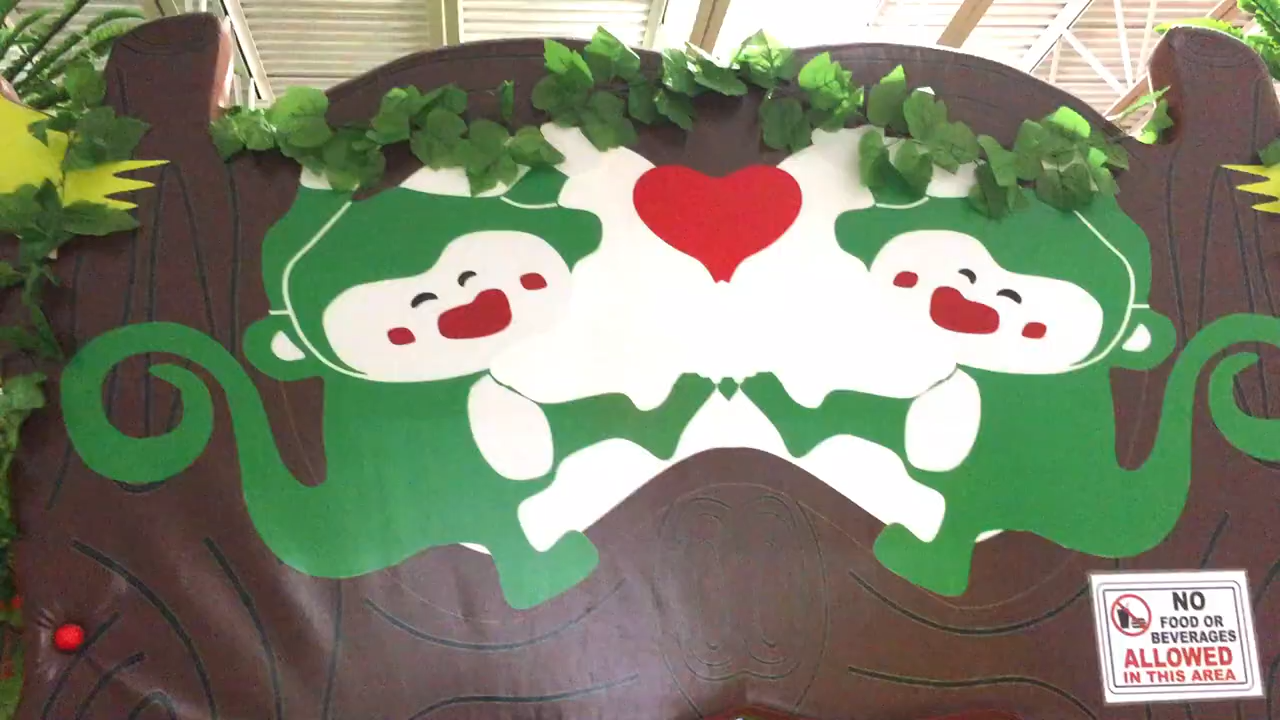 NO
FOOD OR
BEVERAGES
ALLOWED
IN THIS AREA